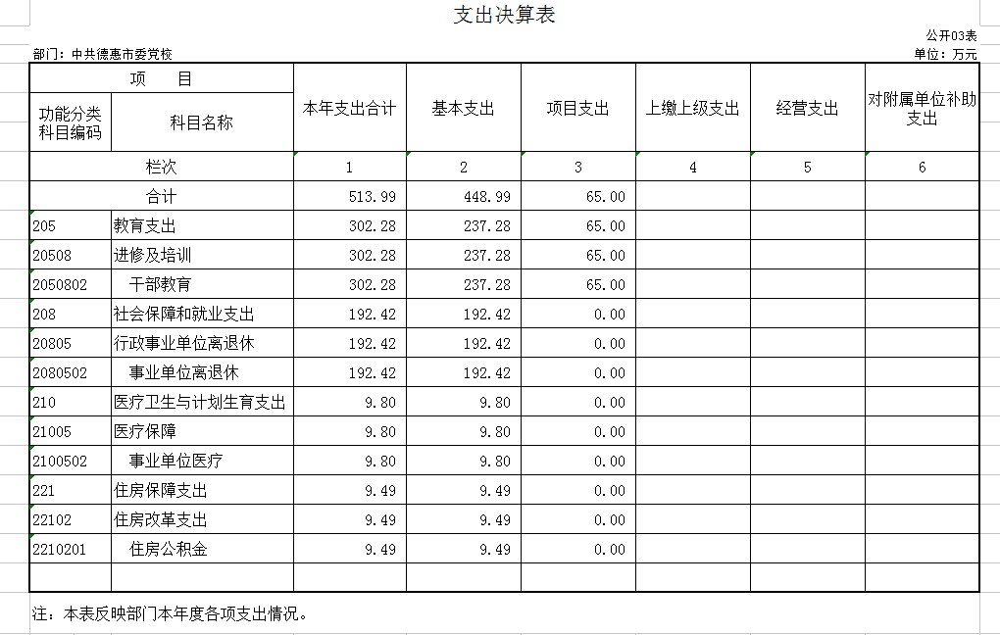 支出决算表
公开03表
部门：中共德惠市委党校 单位：万元
项 目 本年支出合计 基本支出 项目支出 上缴上级支出 经营支出 对附属单位补助支出
功能分类科目编码 科目名称
栏次 1 2 3 4 5 6
合计 513.99 448.99 65.00
205 教育支出 302.28 237.28 65.00
20508 进修及培训 302.28 237.28 65.00
2050802 干部教育 302.28 237.28 65.00
208 社会保障和就业支出 192.42 192.42 0.00
20805 行政事业单位离退休 192.42 192.42 0.00
2080502 事业单位离退休 192.42 192.42 0.00
210 医疗卫生与计划生育支出 9.80 9.80 0.00
21005 医疗保障 9.80 9.80 0.00
2100502 事业单位医疗 9.80 9.80 0.00
221 住房保障支出 9.49 9.49 0.00
22102 住房改革支出 9.49 9.49 0.00
2210201 住房公积金 9.49 9.49 0.00
注：本表反映部门本年度各项支出情况。